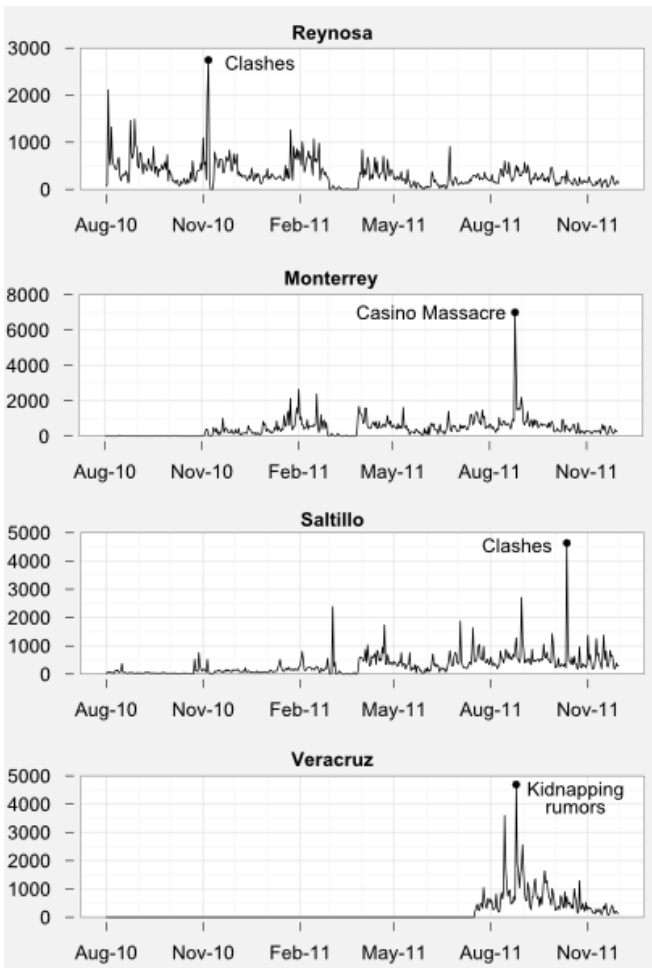 Reynosa
3000
Clashes
2000
1000
0
Aug-10 Nov-10 Feb-11 May-11 Aug-11 Nov-11
Monterrey
8000
Casino Massacre
6000
4000
2000
0
Aug-10 Nov-10 Feb-11 May-11 Aug-11 Nov-11
Saltillo
5000
Clashes
4000
3000
2000
1000
0
Aug-10 Nov-10 Feb-11 May-11 Aug-11 Nov-11
Veracruz
5000
Kidnapping
rumors
4000
3000
2000
1000
0
Aug-10 Nov-10 Feb-11 May-11 Aug-11 Nov-11